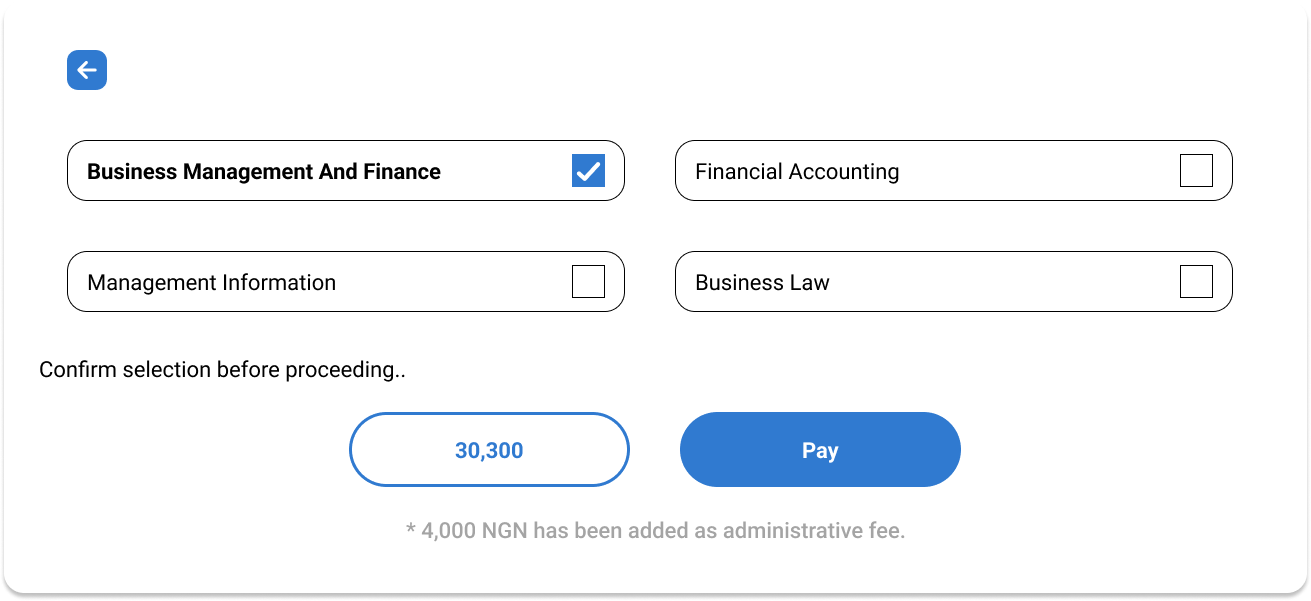 Business Management And Finance
Financial Accounting
Management Information
Business Law
Confirm selection before proceeding..
30,300
Pay
* 4,000 NGN has been added as administrative fee.